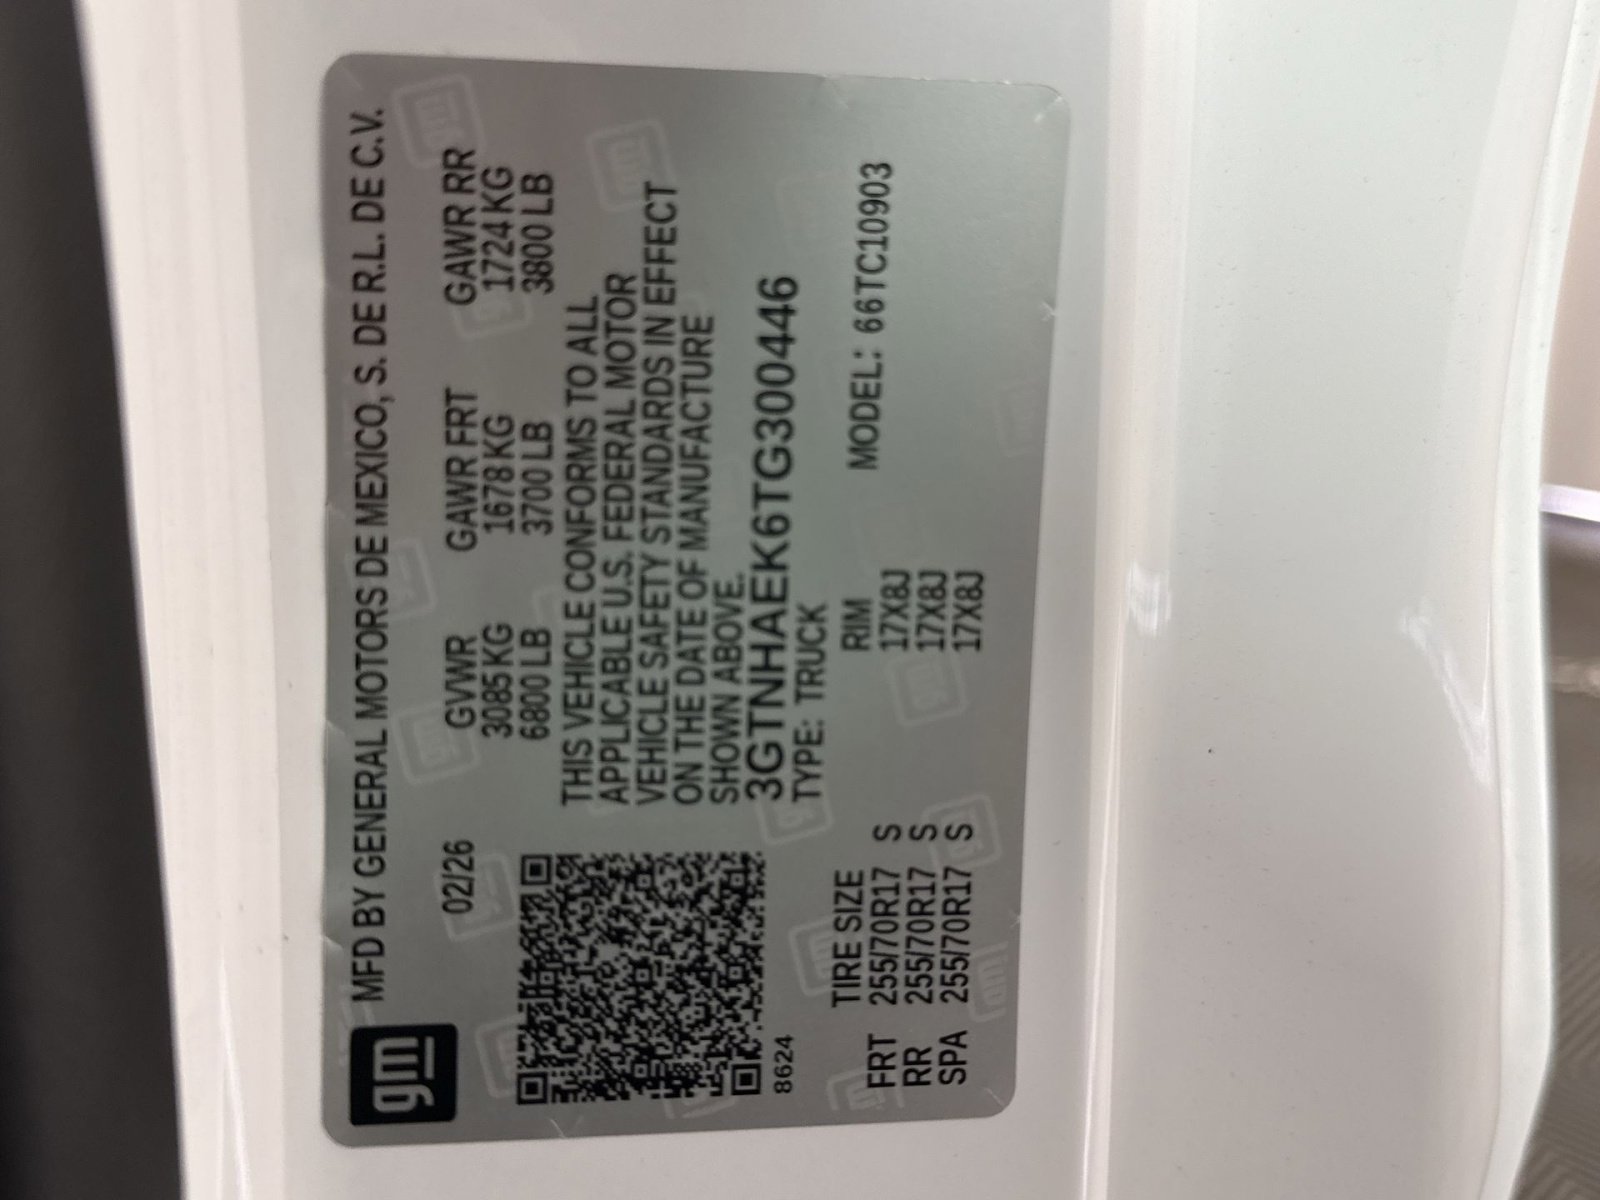 gm MFD BY GENERAL MOTORS DE MEXICO, S. DE R.L. DE C.V.
02/26 GVWR GAWR FRT GAWR RR
3085 KG 1678 KG 1724 KG
6800 LB 3700 LB 3800 LB
THIS VEHICLE CONFORMS TO ALL
APPLICABLE U.S. FEDERAL MOTOR
VEHICLE SAFETY STANDARDS IN EFFECT
ON THE DATE OF MANUFACTURE
SHOWN ABOVE.
3GTNHAEK6TG300446
8624 TYPE: TRUCK
TIRE SIZE RIM MODEL: 66TC10903
FRT 255/70R17 S 17X8J
RR 255/70R17 S 17X8J
SPA 255/70R17 S 17X8J